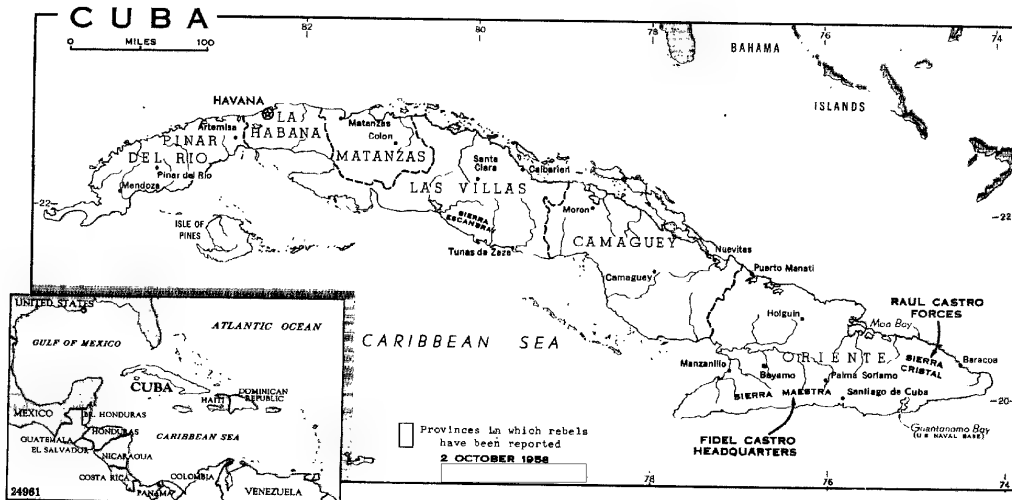 CUBA
0 MILES 100
82
80
78
76
74
BAHAMA
ISLANDS
HAVANA
LA
HABANA
Artemisa
PINAR
DEL RIO
Pinar del Rio
Mendoza
Matanzas
Colon
MATANZAS
Santa
Clara
Caibarien
LAS VILLAS
22
22
ISLE OF
PINES
SIERRA
ESCANBRAY
Tunas de Zaza
Moron
CAMAGUEY
Camaguey
Nuevitas
Puerto Manati
Holguin
RAUL CASTRO
FORCES
Moa Bay
ORIENTE
SIERRA
CRISTAL
Baracoa
Manzanillo
Bayamo
Palma Soriamo
SIERRA MAESTRA
Santiago de Cuba
20
Guantanamo Bay
(U S NAVAL BASE)
FIDEL CASTRO
HEADQUARTERS
CARIBBEAN SEA
Provinces in which rebels
have been reported
2 OCTOBER 1958
78
76
74
UNITED STATES
ATLANTIC OCEAN
GULF OF MEXICO
CUBA
HAITI
DOMINICAN
REPUBLIC
MEXICO
BR. HONDURAS
HONDURAS
CARIBBEAN SEA
GUATEMALA
EL SALVADOR
NICARAGUA
COSTA RICA
PANAMA
COLOMBIA
VENEZUELA
24961